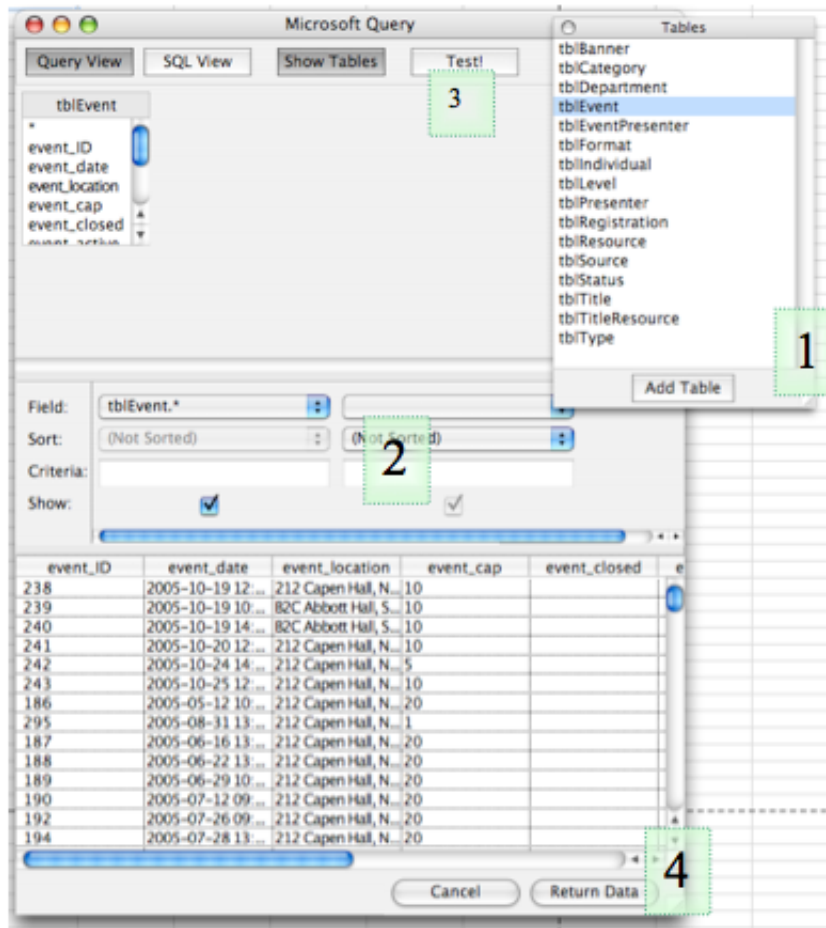 Microsoft Query
Query View SQL View Show Tables Test!
3
tblEvent
*
event_ID
event_date
event_location
event_cap
event_closed
event_active
Tables
tblBanner
tblCategory
tblDepartment
tblEvent
tblEventPresenter
tblFormat
tblIndividual
tblLevel
tblPresenter
tblRegistration
tblResource
tblSource
tblStatus
tblTitle
tblTitleResource
tblType
1
Add Table
Field: tblEvent.*
Sort: (Not Sorted) (Not Sorted)
2
Criteria:
Show:
event_ID event_date event_location event_cap event_closed e
238 2005-10-19 12:... 212 Capen Hall, N... 10
239 2005-10-19 10:... B2C Abbott Hall, S... 10
240 2005-10-19 14:... B2C Abbott Hall, S... 10
241 2005-10-20 12:... 212 Capen Hall, N... 10
242 2005-10-24 14:... 212 Capen Hall, N... 5
243 2005-10-25 12:... 212 Capen Hall, N... 10
186 2005-05-12 10:... 212 Capen Hall, N... 20
295 2005-08-31 13:... 212 Capen Hall, N... 1
187 2005-06-16 13:... 212 Capen Hall, N... 20
188 2005-06-22 13:... 212 Capen Hall, N... 20
189 2005-06-29 10:... 212 Capen Hall, N... 20
190 2005-07-12 09:... 212 Capen Hall, N... 20
192 2005-07-26 09:... 212 Capen Hall, N... 20
194 2005-07-28 13:... 212 Capen Hall, N... 20
4
Cancel Return Data